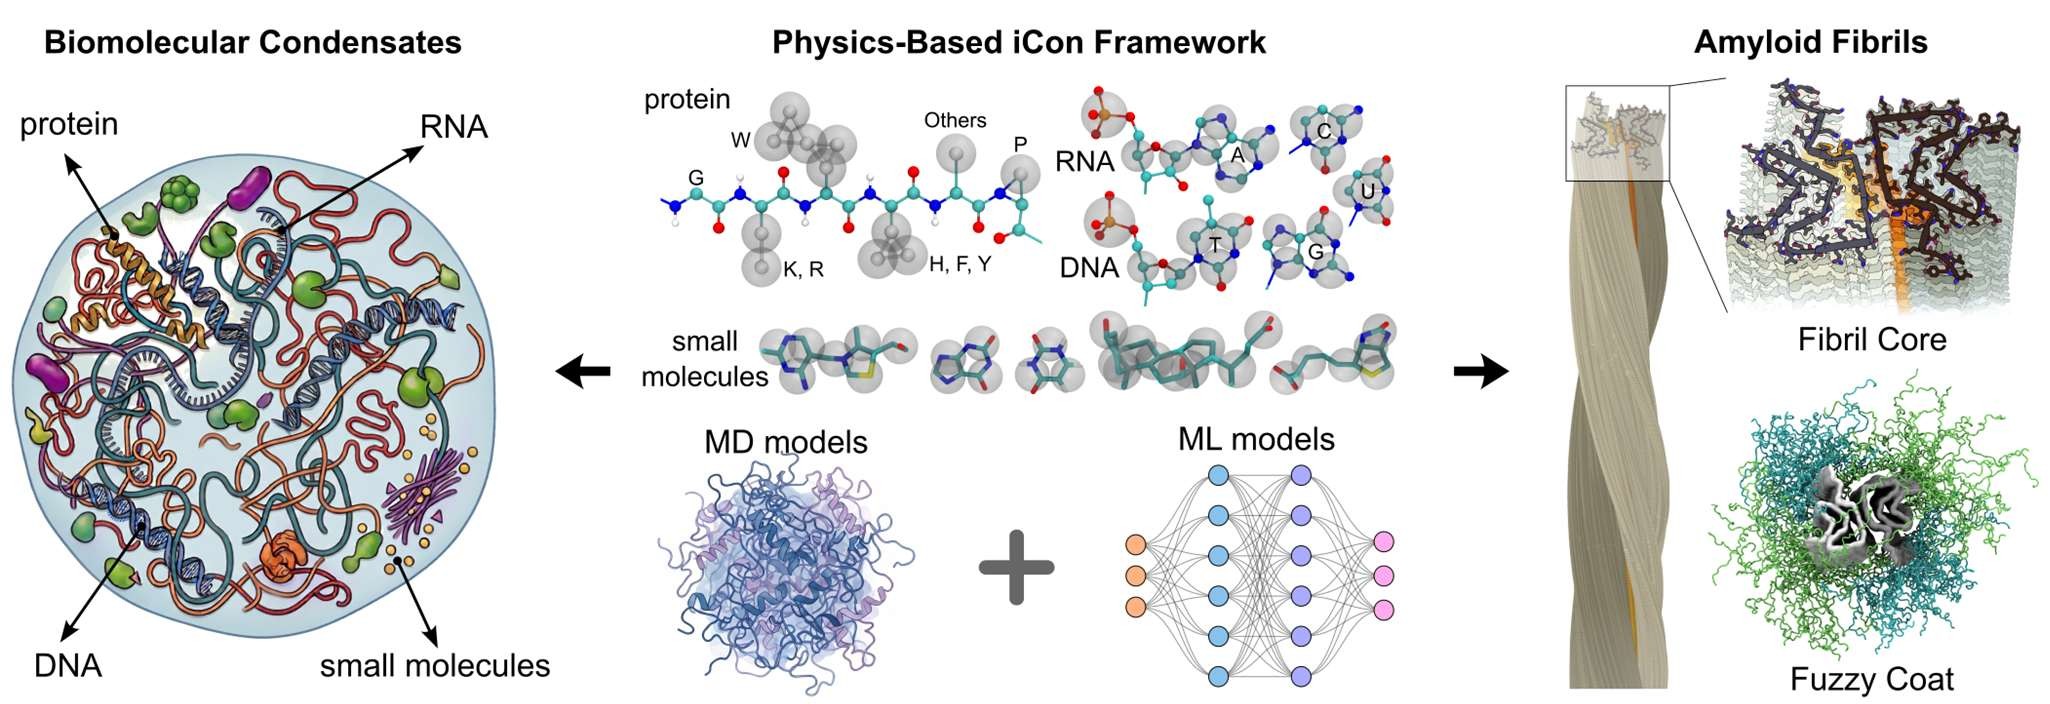 Biomolecular Condensates
protein
RNA
DNA
small molecules
Physics-Based iCon Framework
protein
W
G
K, R
H, F, Y
Others
P
RNA
A
C
U
DNA
T
G
small
molecules
MD models
ML models
Amyloid Fibrils
Fibril Core
Fuzzy Coat